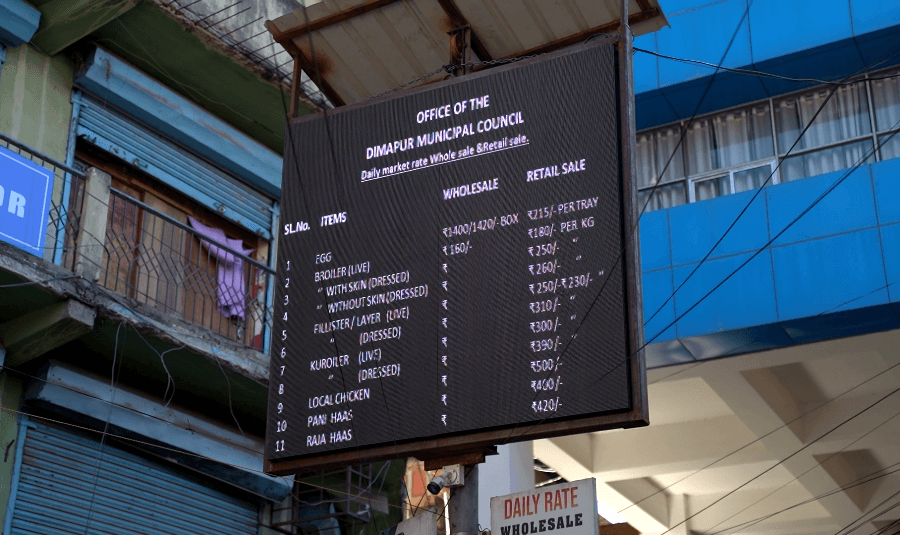 OFFICE OF THE
DIMAPUR MUNICIPAL COUNCIL
Daily market rate Whole sale &Retail sale.
SL.No. ITEMS WHOLESALE RETAIL SALE
1 EGG ₹1400/1420/- BOX ₹215/- PER TRAY
2 BROILER (LIVE) ₹160/- ₹180/- PER KG
3 " WITH SKIN (DRESSED) ₹ ₹250/- "
4 " WITHOUT SKIN (DRESSED) ₹ ₹260/- "
5 FILLISTER / LAYER (LIVE) ₹ ₹250/-₹230/- "
6 " (DRESSED) ₹ ₹310/- "
7 KUROILER (LIVE) ₹ ₹300/- "
8 " (DRESSED) ₹ ₹390/- "
9 LOCAL CHICKEN ₹ ₹500/-
10 PANI HAAS ₹ ₹400/-
11 RAJA HAAS ₹ ₹420/-
OR
DAILY RATE
WHOLESALE